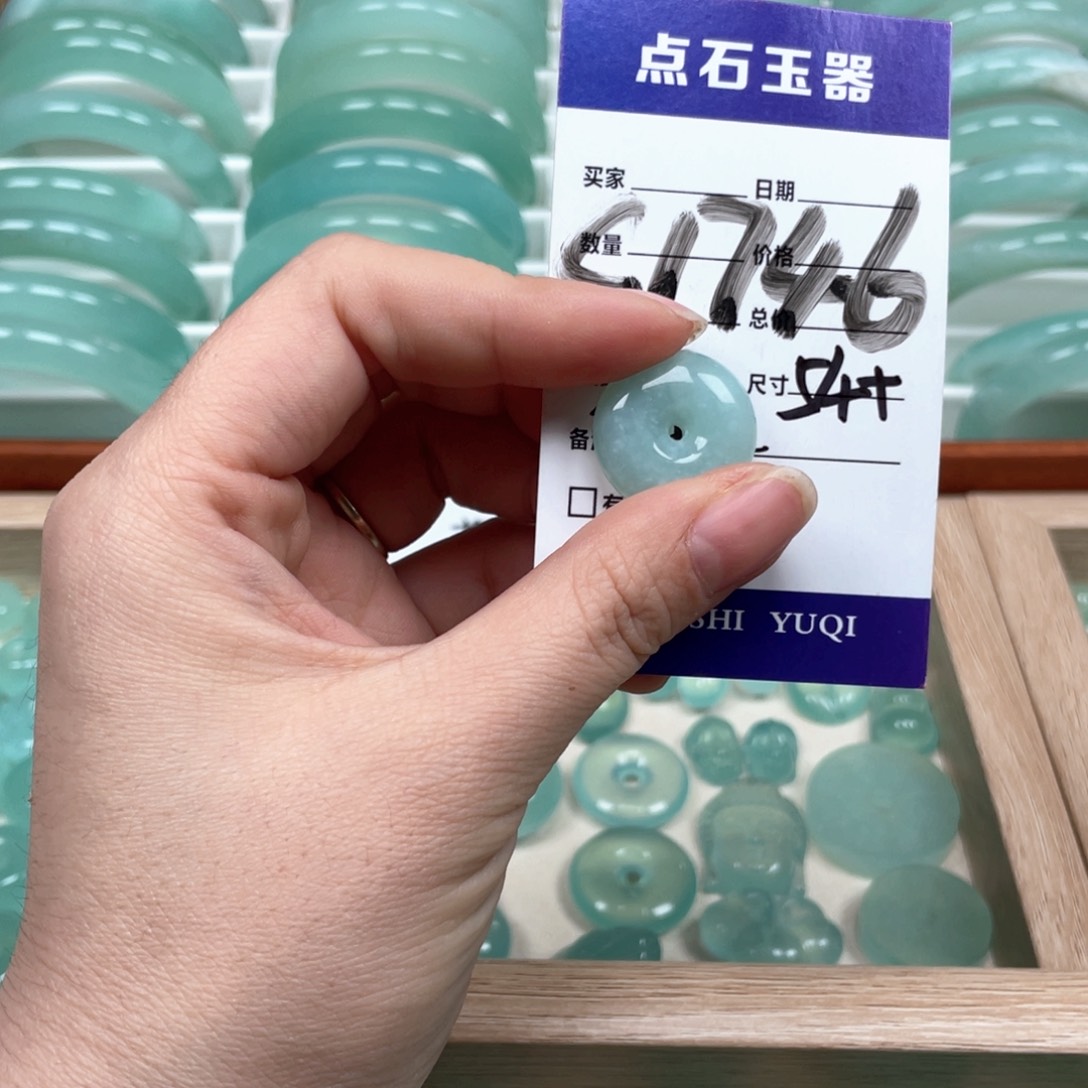 点石玉器
买家 日期
数量 价格
C1746
总价
尺寸
备
有
SHI YUQI